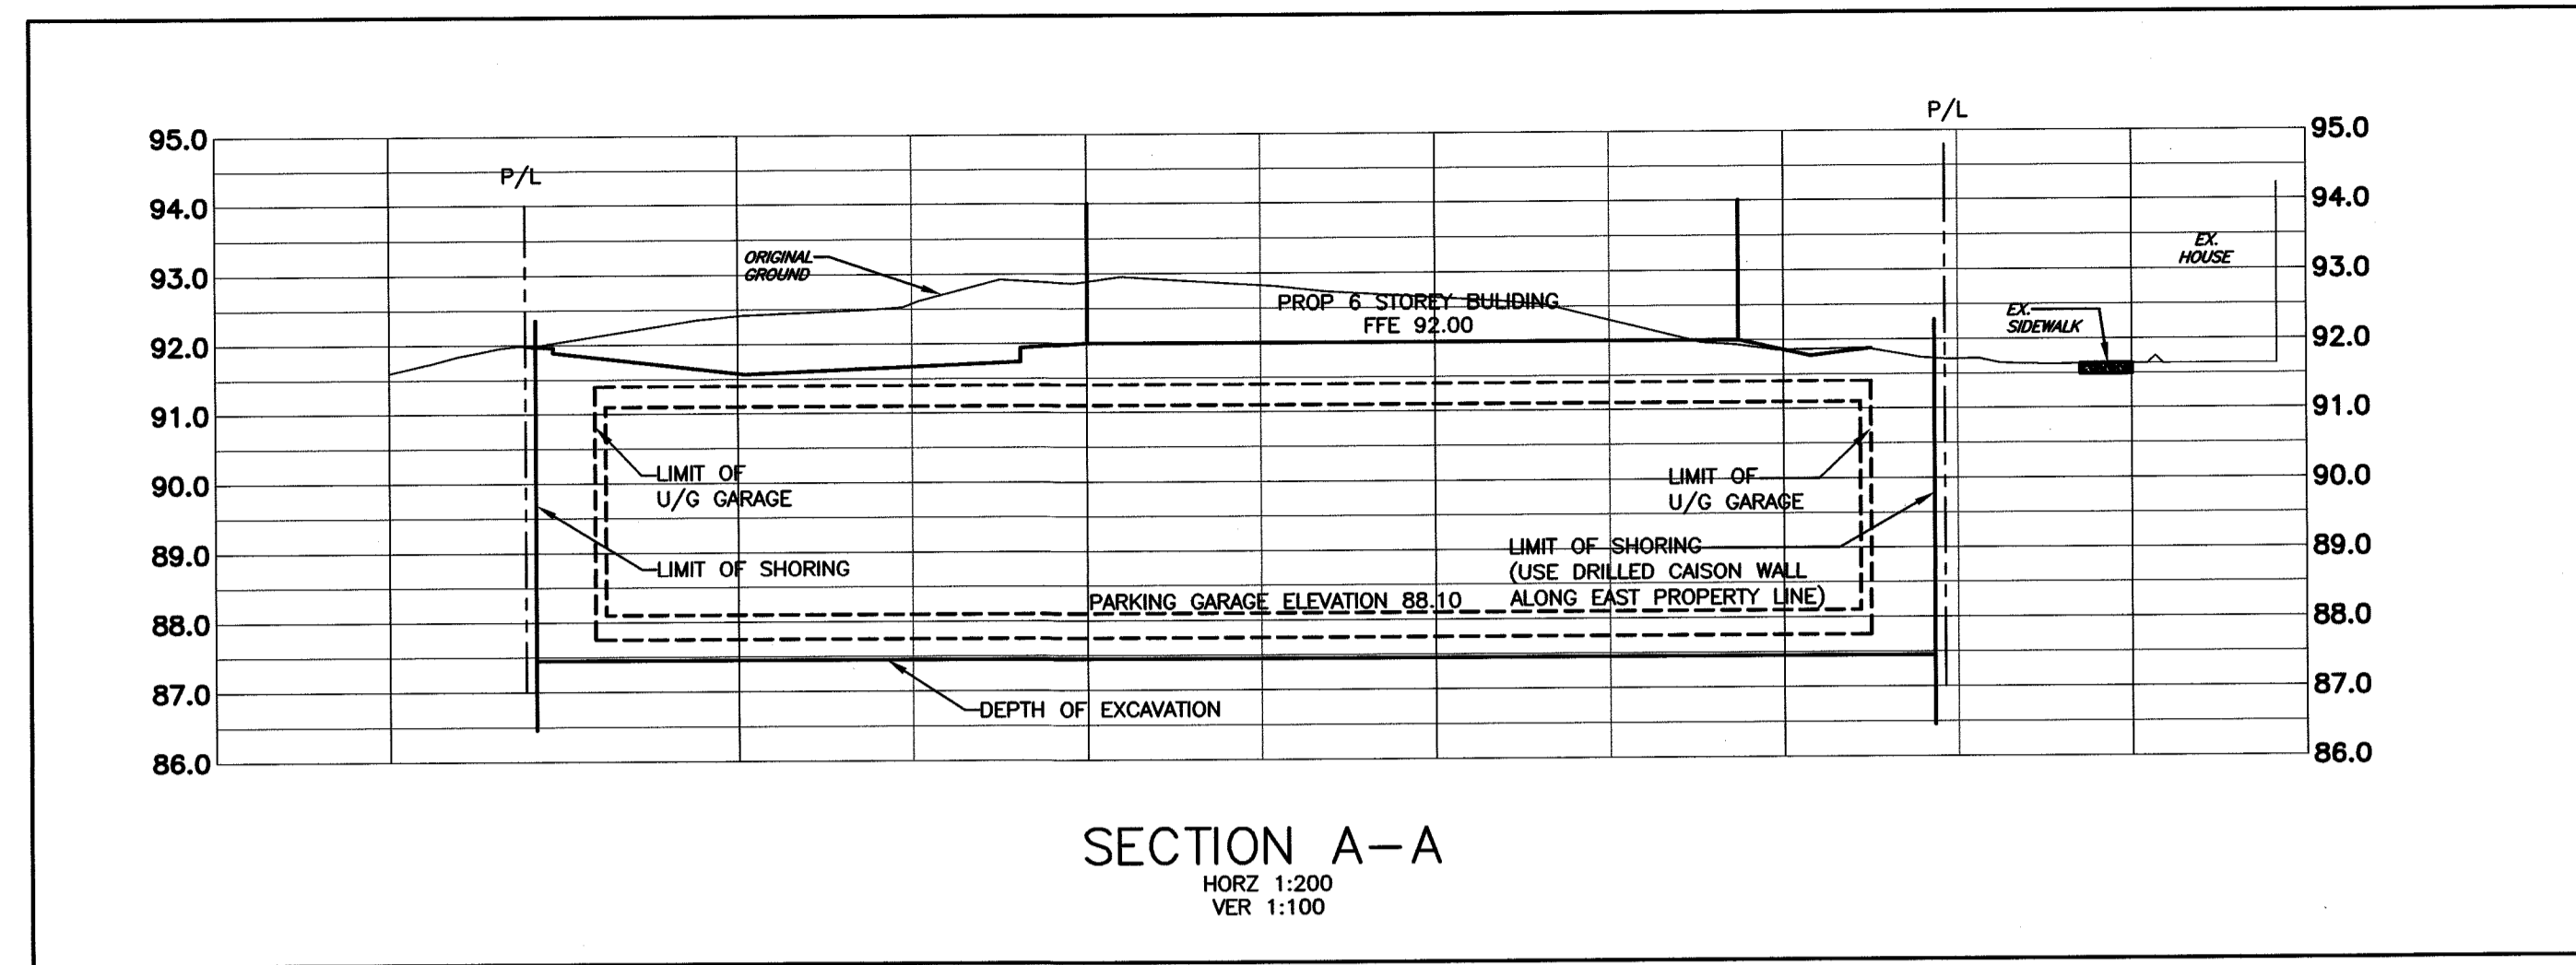 P/L
95.0
95.0
P/L
94.0
94.0
ORIGINAL
GROUND
EX.
HOUSE
93.0
93.0
PROP 6 STOREY BULIDING
FFE 92.00
EX.
SIDEWALK
92.0
92.0
91.0
91.0
LIMIT OF
U/G GARAGE
LIMIT OF
U/G GARAGE
90.0
90.0
89.0
89.0
LIMIT OF SHORING
LIMIT OF SHORING
(USE DRILLED CAISON WALL
ALONG EAST PROPERTY LINE)
PARKING GARAGE ELEVATION 88.10
88.0
88.0
87.0
87.0
DEPTH OF EXCAVATION
86.0
86.0
SECTION A-A
HORZ 1:200
VER 1:100